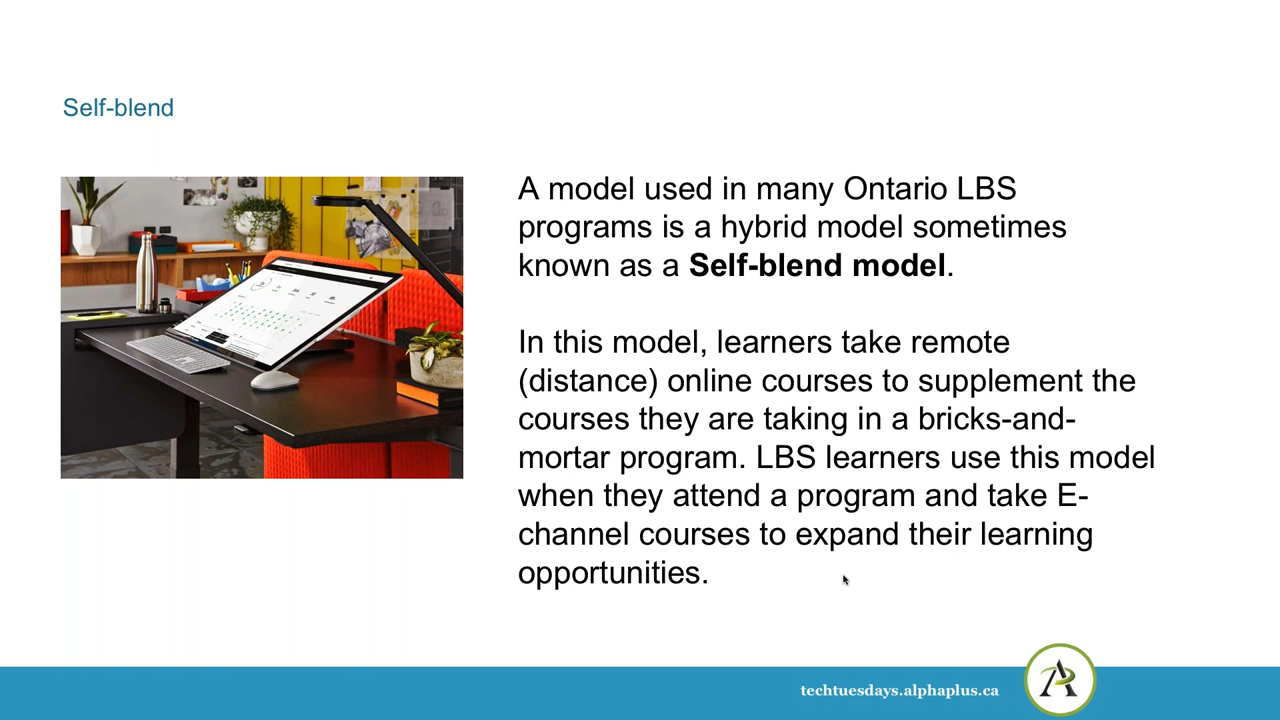 Self-blend
A model used in many Ontario LBS
programs is a hybrid model sometimes
known as a Self-blend model.
In this model, learners take remote
(distance) online courses to supplement the
courses they are taking in a bricks-and-
mortar program. LBS learners use this model
when they attend a program and take E-
channel courses to expand their learning
opportunities.
techtuesdays.alphaplus.ca